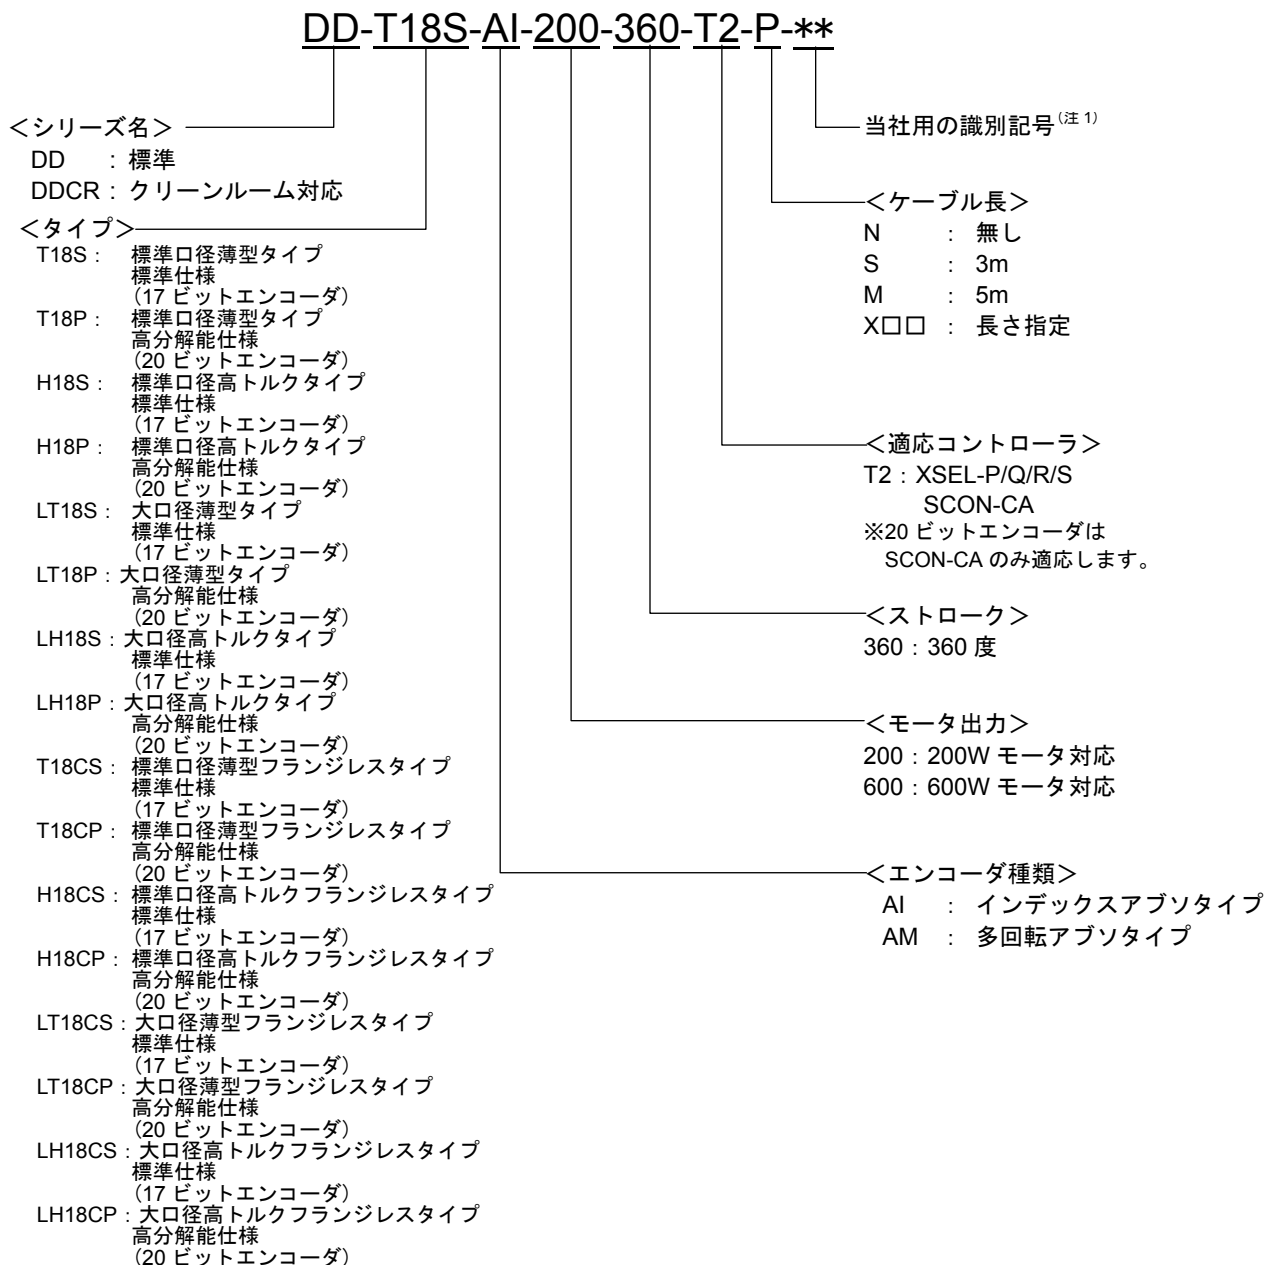 DD-T18S-AI-200-360-T2-P-**
<シリーズ名>
DD : 標準
DDCR : クリーンルーム対応
<タイプ>
T18S : 標準口径薄型タイプ
標準仕様
(17 ビットエンコーダ)
T18P : 標準口径薄型タイプ
高分解能仕様
(20 ビットエンコーダ)
H18S : 標準口径高トルクタイプ
標準仕様
(17 ビットエンコーダ)
H18P : 標準口径高トルクタイプ
高分解能仕様
(20 ビットエンコーダ)
LT18S : 大口径薄型タイプ
標準仕様
(17 ビットエンコーダ)
LT18P : 大口径薄型タイプ
高分解能仕様
(20 ビットエンコーダ)
LH18S : 大口径高トルクタイプ
標準仕様
(17 ビットエンコーダ)
LH18P : 大口径高トルクタイプ
高分解能仕様
(20 ビットエンコーダ)
T18CS : 標準口径薄型フランジレスタイプ
標準仕様
(17 ビットエンコーダ)
T18CP : 標準口径薄型フランジレスタイプ
高分解能仕様
(20 ビットエンコーダ)
H18CS : 標準口径高トルクフランジレスタイプ
標準仕様
(17 ビットエンコーダ)
H18CP : 標準口径高トルクフランジレスタイプ
高分解能仕様
(20 ビットエンコーダ)
LT18CS : 大口径薄型フランジレスタイプ
標準仕様
(17 ビットエンコーダ)
LT18CP : 大口径薄型フランジレスタイプ
高分解能仕様
(20 ビットエンコーダ)
LH18CS : 大口径高トルクフランジレスタイプ
標準仕様
(17 ビットエンコーダ)
LH18CP : 大口径高トルクフランジレスタイプ
高分解能仕様
(20 ビットエンコーダ)
当社用の識別記号(注 1)
<ケーブル長>
N : 無し
S : 3m
M : 5m
X□□ : 長さ指定
<適応コントローラ>
T2 : XSEL-P/Q/R/S
SCON-CA
※20 ビットエンコーダは
SCON-CA のみ適応します。
<ストローク>
360 : 360 度
<モータ出力>
200 : 200W モータ対応
600 : 600W モータ対応
<エンコーダ種類>
AI : インデックスアブソタイプ
AM : 多回転アブソタイプ